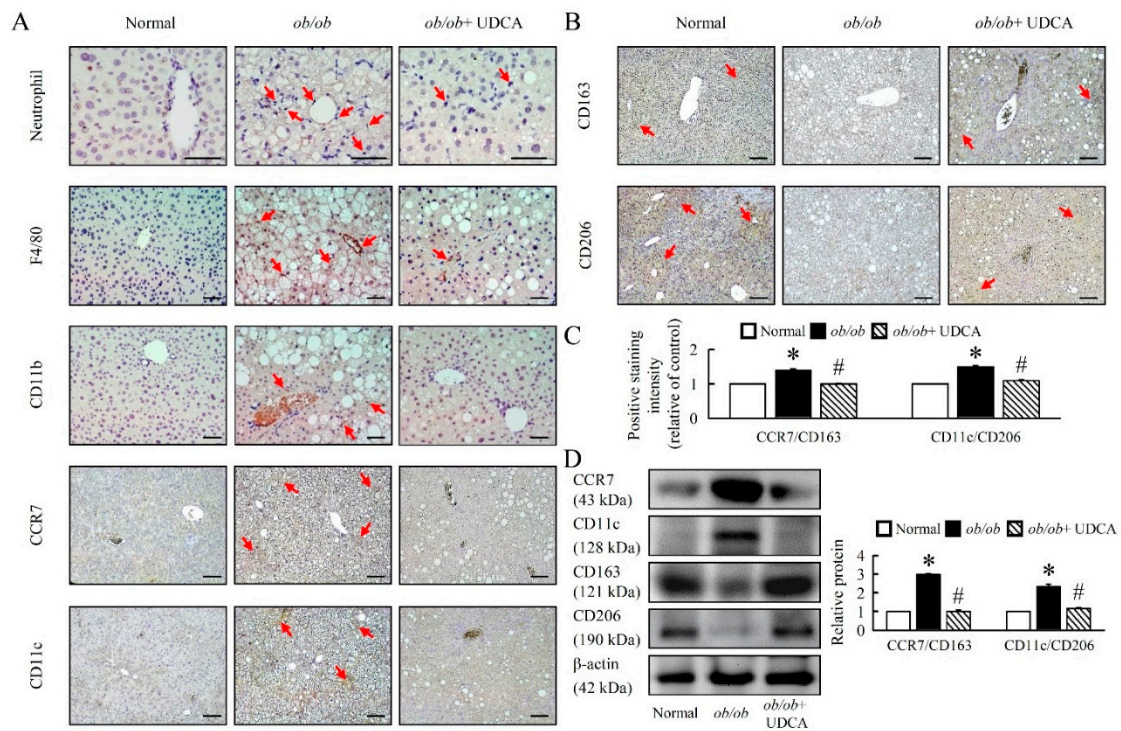 A
Normal
ob/ob
ob/ob+ UDCA
Neutrophil
F4/80
CD11b
CCR7
CD11c
B
Normal
ob/ob
ob/ob+ UDCA
CD163
CD206
C
Normal
ob/ob
ob/ob+ UDCA
Positive staining
intensity
(relative of control)
2
1
0
*
#
*
#
CCR7/CD163
CD11c/CD206
D
CCR7
(43 kDa)
CD11c
(128 kDa)
CD163
(121 kDa)
CD206
(190 kDa)
β-actin
(42 kDa)
Normal
ob/ob
ob/ob+
UDCA
Normal
ob/ob
ob/ob+ UDCA
Relative protein
4
3
2
1
0
*
#
*
#
CCR7/CD163
CD11c/CD206